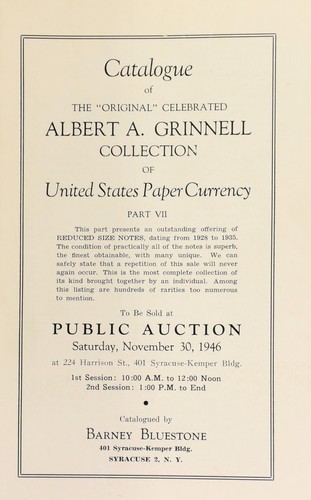 Catalogue
of
THE "ORIGINAL" CELEBRATED
ALBERT A. GRINNELL
COLLECTION
OF
United States Paper Currency
PART VII
This part presents an outstanding offering of
REDUCED SIZE NOTES, dating from 1928 to 1935.
The condition of practically all of the notes is superb,
the finest obtainable, with many unique. We can
safely state that a repetition of this sale will never
again occur. This is the most complete collection of
its kind brought together by an individual. Among
this listing are hundreds of rarities too numerous
to mention.
To Be Sold at
PUBLIC AUCTION
Saturday, November 30, 1946
at 224 Harrison St., 401 Syracuse-Kemper Bldg.
1st Session: 10:00 A.M. to 12:00 Noon
2nd Session: 1:00 P.M. to End
Catalogued by
BARNEY BLUESTONE
401 Syracuse-Kemper Bldg.
SYRACUSE 2, N. Y.